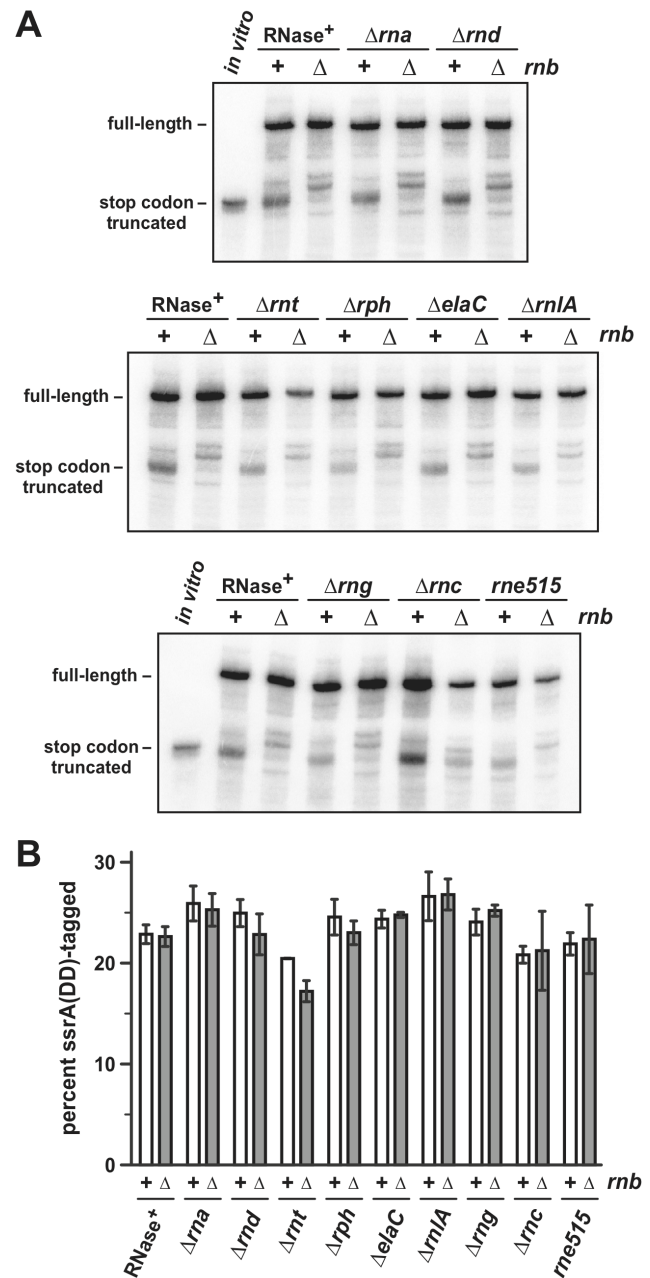 A
in vitro RNase+ Δrna Δrnd
+ Δ + Δ + Δ rnb
full-length –
stop codon –
truncated
RNase+ Δrnt Δrph ΔelaC ΔrnlA
+ Δ + Δ + Δ + Δ + Δ rnb
full-length –
stop codon –
truncated
in vitro RNase+ Δrng Δrnc rne515
+ Δ + Δ + Δ + Δ rnb
full-length –
stop codon –
truncated
B
percent ssrA(DD)-tagged
30
20
10
0
+ Δ + Δ + Δ + Δ + Δ + Δ + Δ + Δ + Δ + Δ rnb
RNase+ Δrna Δrnd Δrnt Δrph ΔelaC ΔrnlA Δrng Δrnc rne515